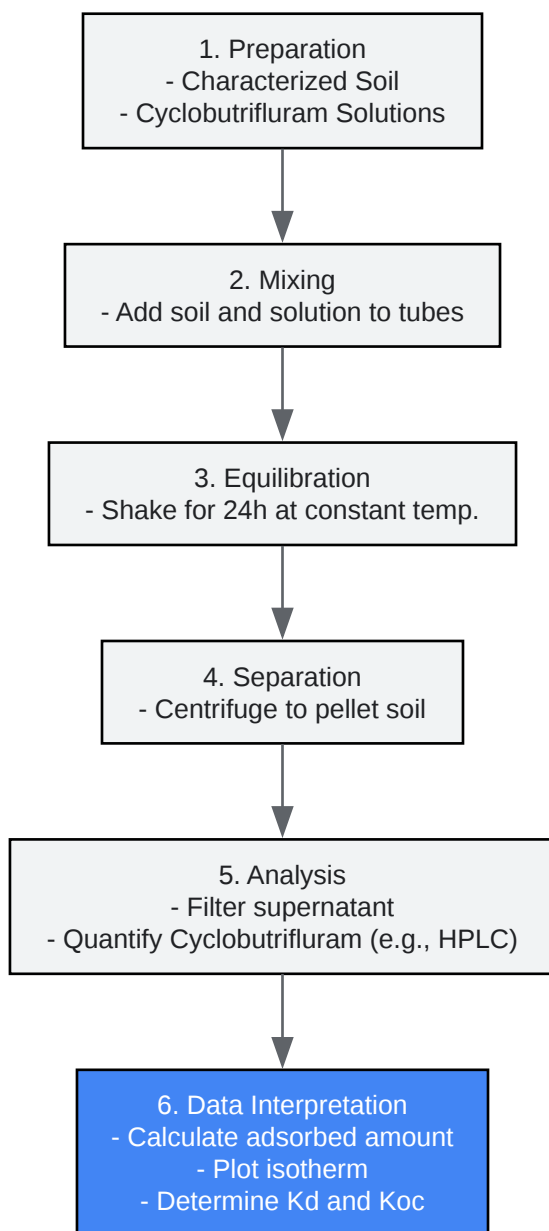 1. Preparation
- Characterized Soil
- Cyclobutrifluram Solutions
2. Mixing
- Add soil and solution to tubes
3. Equilibration
- Shake for 24h at constant temp.
4. Separation
- Centrifuge to pellet soil
5. Analysis
- Filter supernatant
- Quantify Cyclobutrifluram (e.g., HPLC)
6. Data Interpretation
- Calculate adsorbed amount
- Plot isotherm
- Determine Kd and Koc